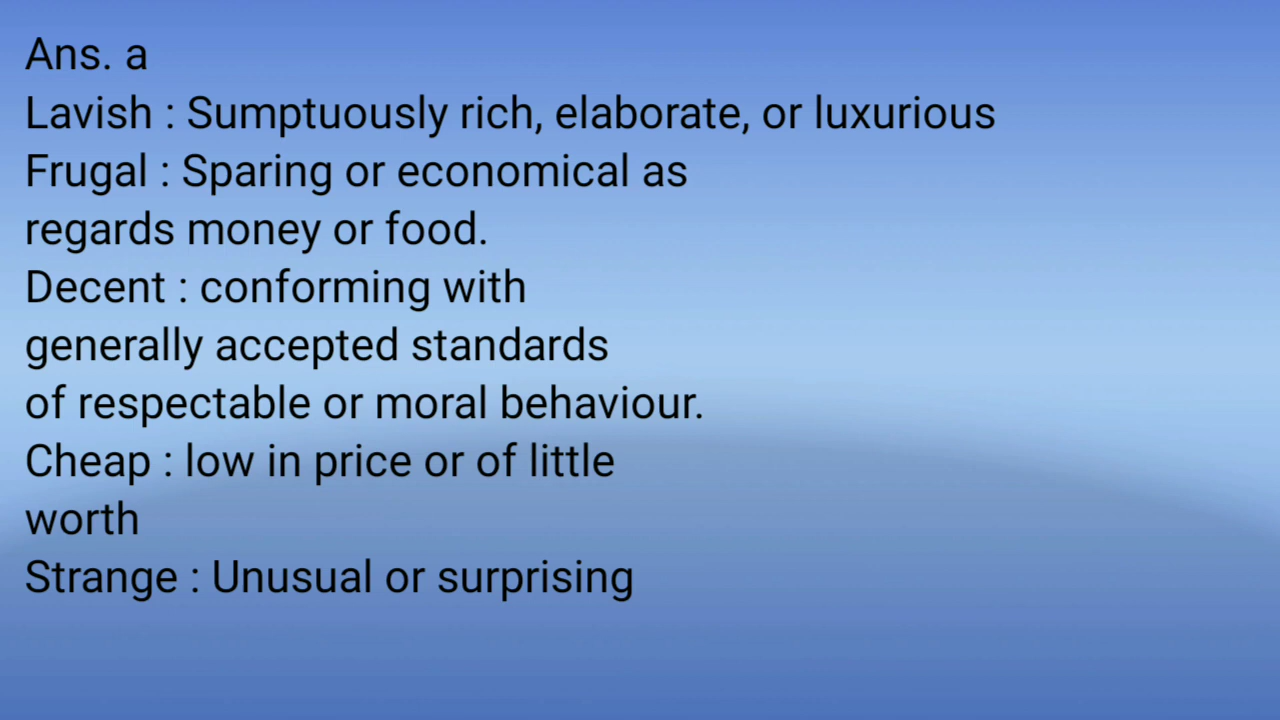 Ans. a
Lavish : Sumptuously rich, elaborate, or luxurious
Frugal : Sparing or economical as
regards money or food.
Decent : conforming with
generally accepted standards
of respectable or moral behaviour.
Cheap : low in price or of little
worth
Strange : Unusual or surprising